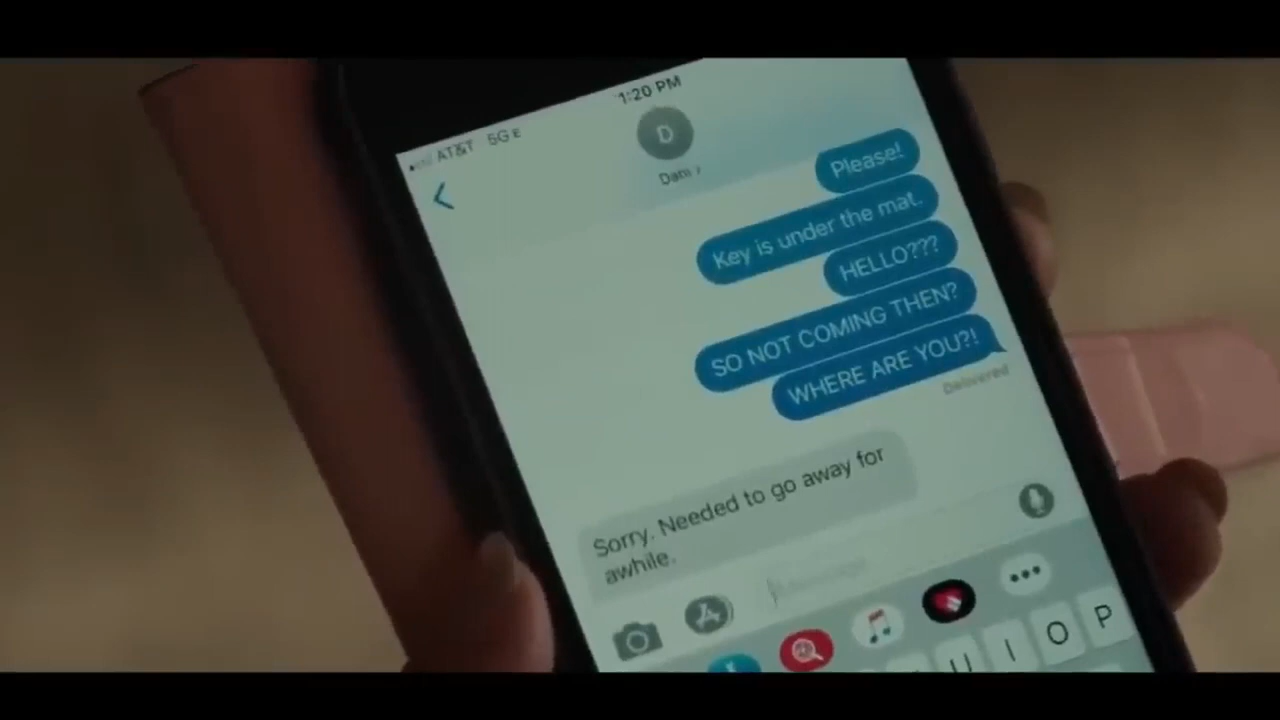 1:20 PM
AT&T 5G E
D
Dani
Please!
Key is under the mat.
HELLO???
SO NOT COMING THEN?
WHERE ARE YOU?!
Delivered
Sorry. Needed to go away for
awhile.
U I O P